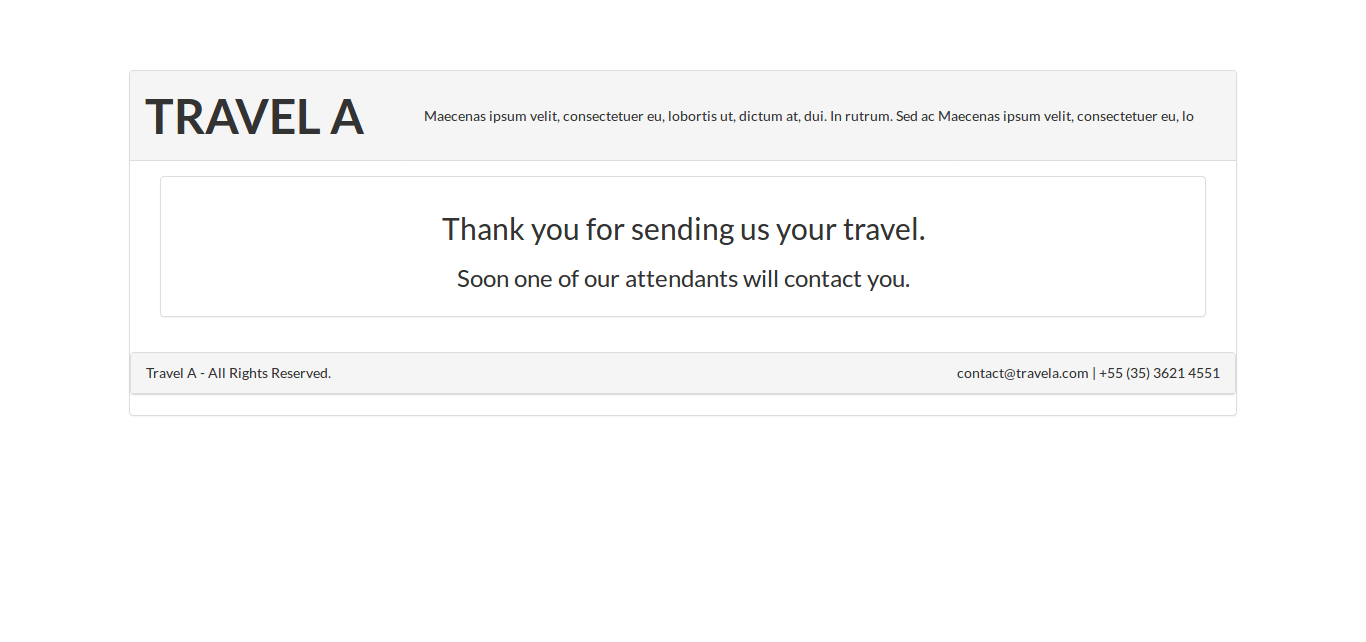 TRAVEL A
Maecenas ipsum velit, consectetuer eu, lobortis ut, dictum at, dui. In rutrum. Sed ac Maecenas ipsum velit, consectetuer eu, lo
Thank you for sending us your travel.
Soon one of our attendants will contact you.
Travel A - All Rights Reserved.
contact@travela.com | +55 (35) 3621 4551